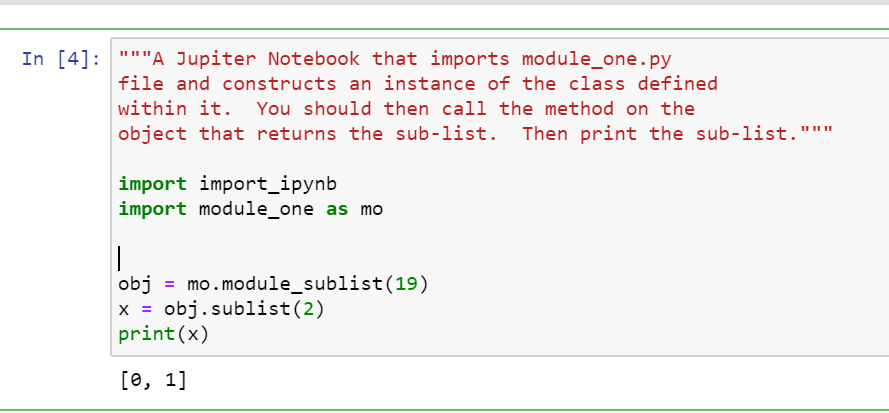 In [4]: """A Jupiter Notebook that imports module_one.py
file and constructs an instance of the class defined
within it.  You should then call the method on the
object that returns the sub-list.  Then print the sub-list."""
import import_ipynb
import module_one as mo
obj = mo.module_sublist(19)
x = obj.sublist(2)
print(x)
[0, 1]